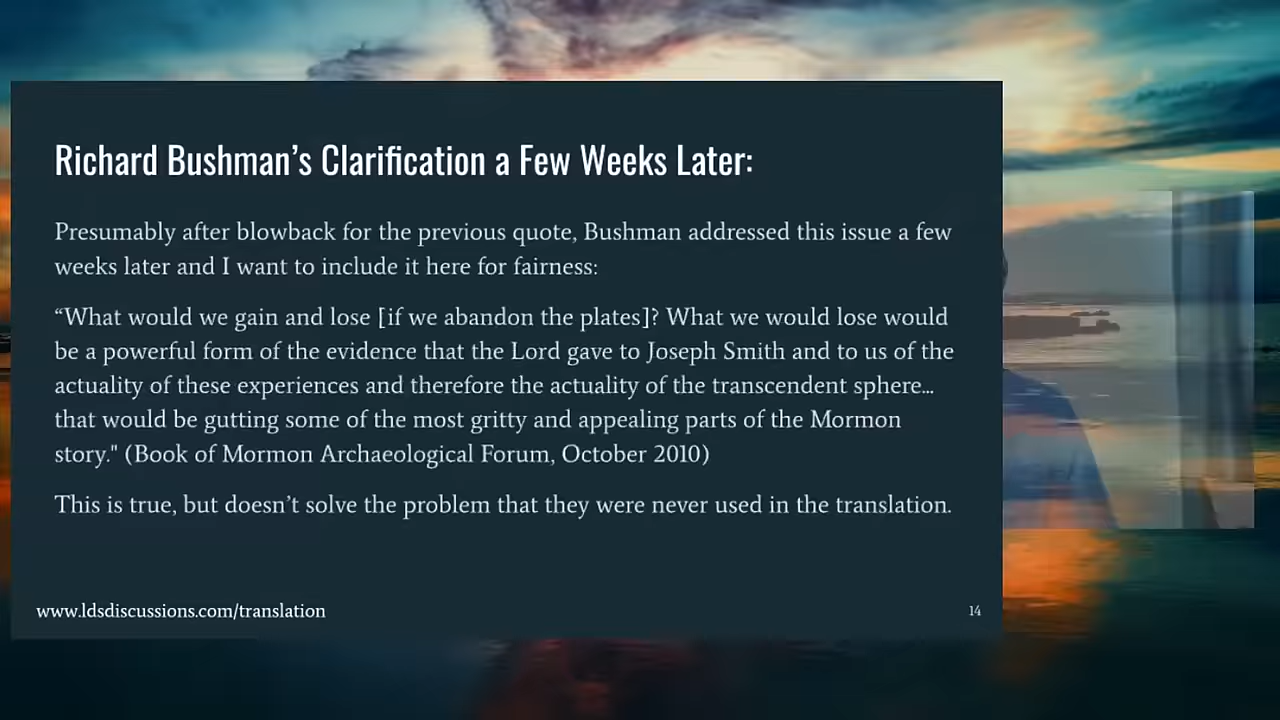 Richard Bushman’s Clarification a Few Weeks Later:
Presumably after blowback for the previous quote, Bushman addressed this issue a few
weeks later and I want to include it here for fairness:
“What would we gain and lose [if we abandon the plates]? What we would lose would
be a powerful form of the evidence that the Lord gave to Joseph Smith and to us of the
actuality of these experiences and therefore the actuality of the transcendent sphere…
that would be gutting some of the most gritty and appealing parts of the Mormon
story." (Book of Mormon Archaeological Forum, October 2010)
This is true, but doesn’t solve the problem that they were never used in the translation.
www.ldsdiscussions.com/translation
14